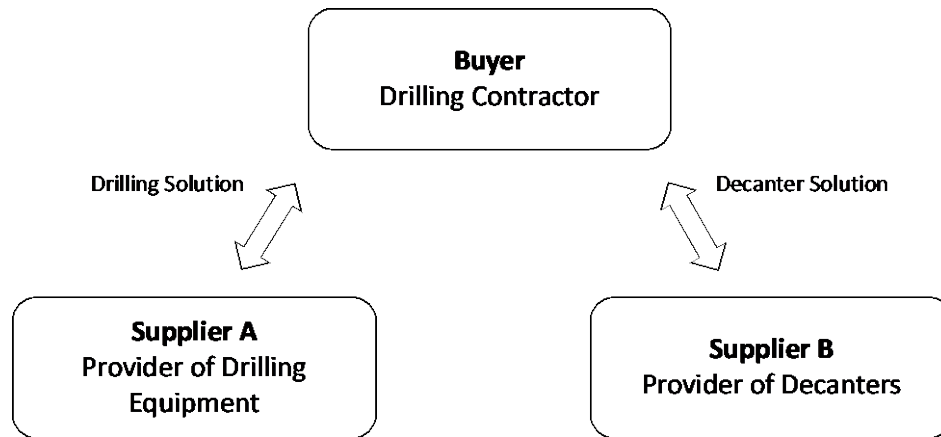 Buyer
Drilling Contractor
Drilling Solution
Decanter Solution
Supplier A
Provider of Drilling
Equipment
Supplier B
Provider of Decanters